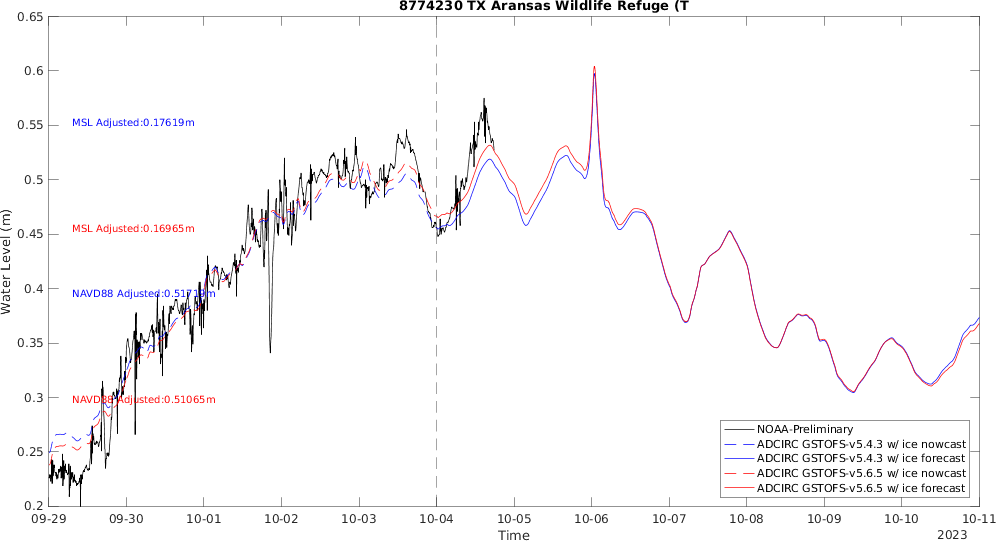 8774230 TX Aransas Wildlife Refuge (T
0.65
0.6
0.55
0.5
0.45
0.4
0.35
0.3
0.25
0.2
Water Level (m)
MSL Adjusted:0.17619m
MSL Adjusted:0.16965m
NAVD88 Adjusted:0.51719m
NAVD88 Adjusted:0.51065m
NOAA-Preliminary
ADCIRC GSTOFS-v5.4.3 w/ ice nowcast
ADCIRC GSTOFS-v5.4.3 w/ ice forecast
ADCIRC GSTOFS-v5.6.5 w/ ice nowcast
ADCIRC GSTOFS-v5.6.5 w/ ice forecast
09-29 09-30 10-01 10-02 10-03 10-04 10-05 10-06 10-07 10-08 10-09 10-10 10-11
Time
2023